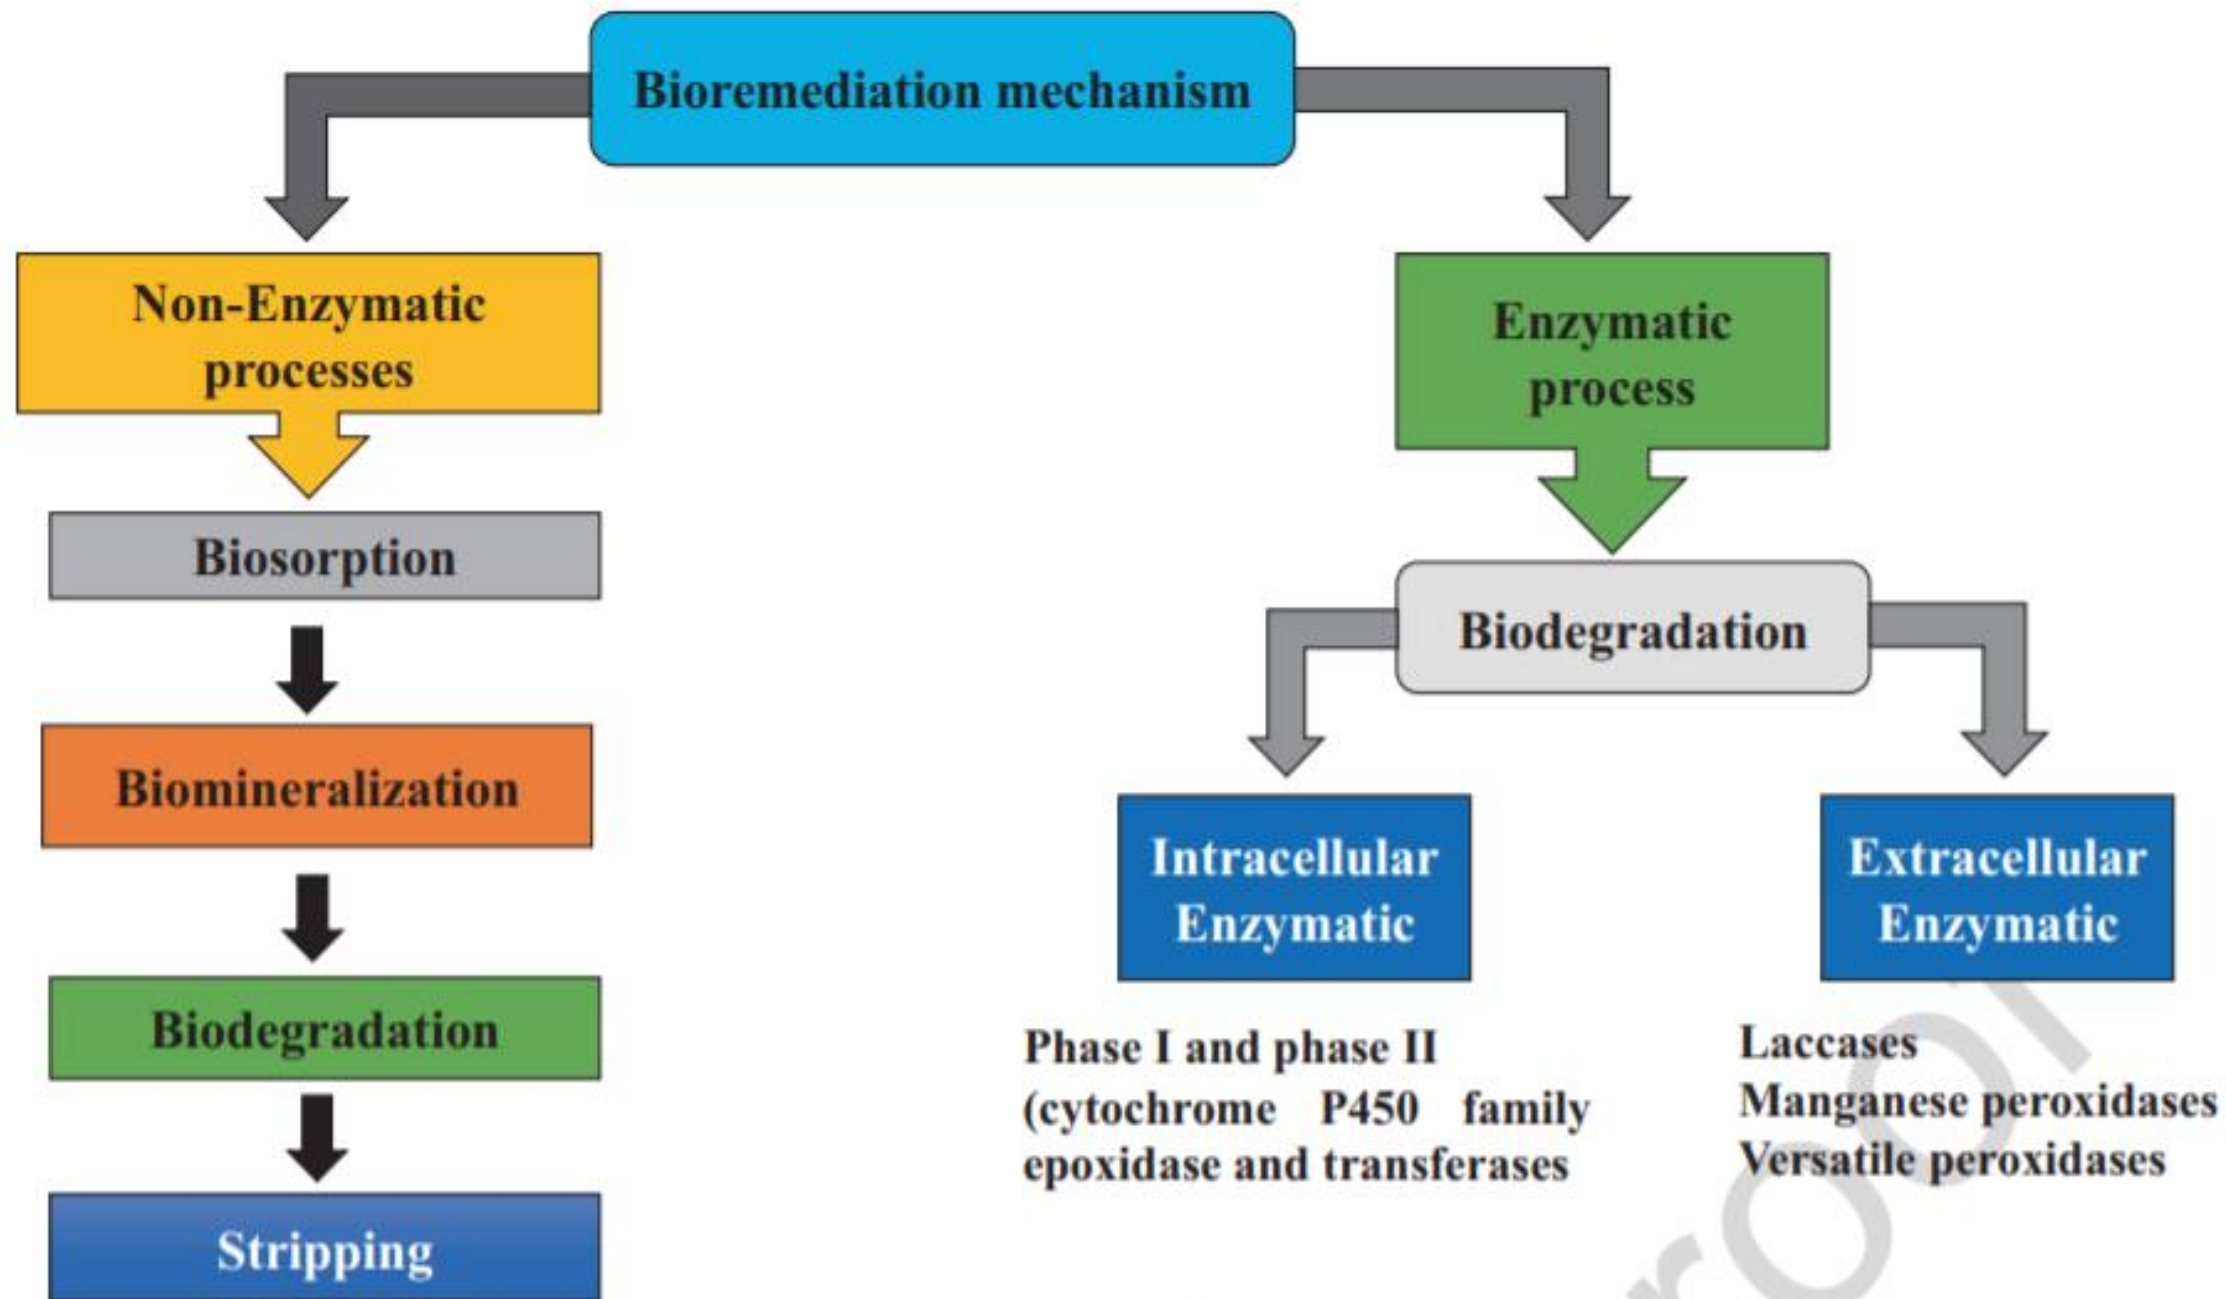 Bioremediation mechanism
Non-Enzymatic
processes
Biosorption
Biomineralization
Biodegradation
Stripping
Enzymatic
process
Biodegradation
Intracellular
Enzymatic
Phase I and phase II
(cytochrome P450 family
epoxidase and transferases
Extracellular
Enzymatic
Laccases
Manganese peroxidases
Versatile peroxidases